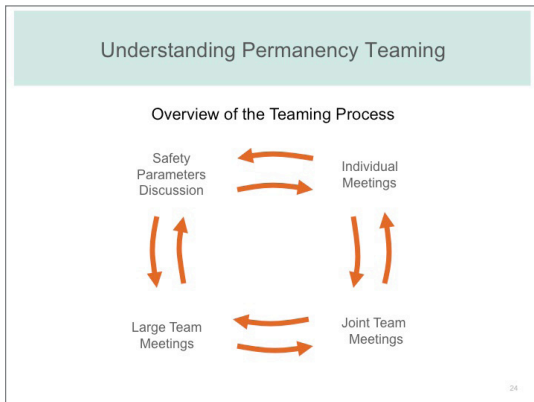 Understanding Permanency Teaming
Overview of the Teaming Process
Safety
Parameters
Discussion
Individual
Meetings
Large Team
Meetings
Joint Team
Meetings
24